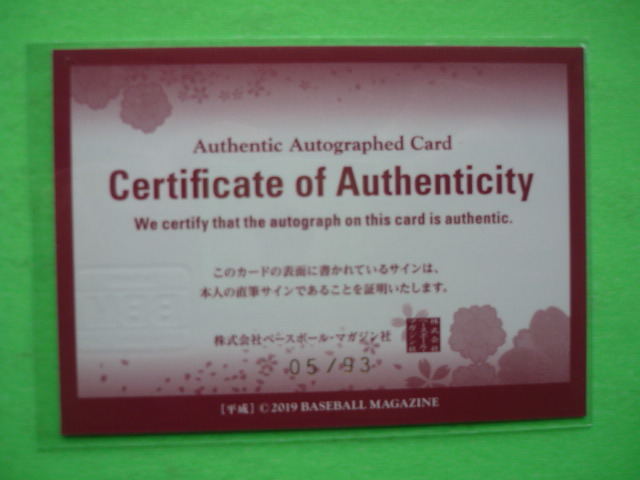 Authentic Autographed Card
Certificate of Authenticity
We certify that the autograph on this card is authentic.
このカードの表面に書かれているサインは、
本人の直筆サインであることを証明いたします。
株式会社ベースボール・マガジン社
05/93
[平成] ©2019 BASEBALL MAGAZINE